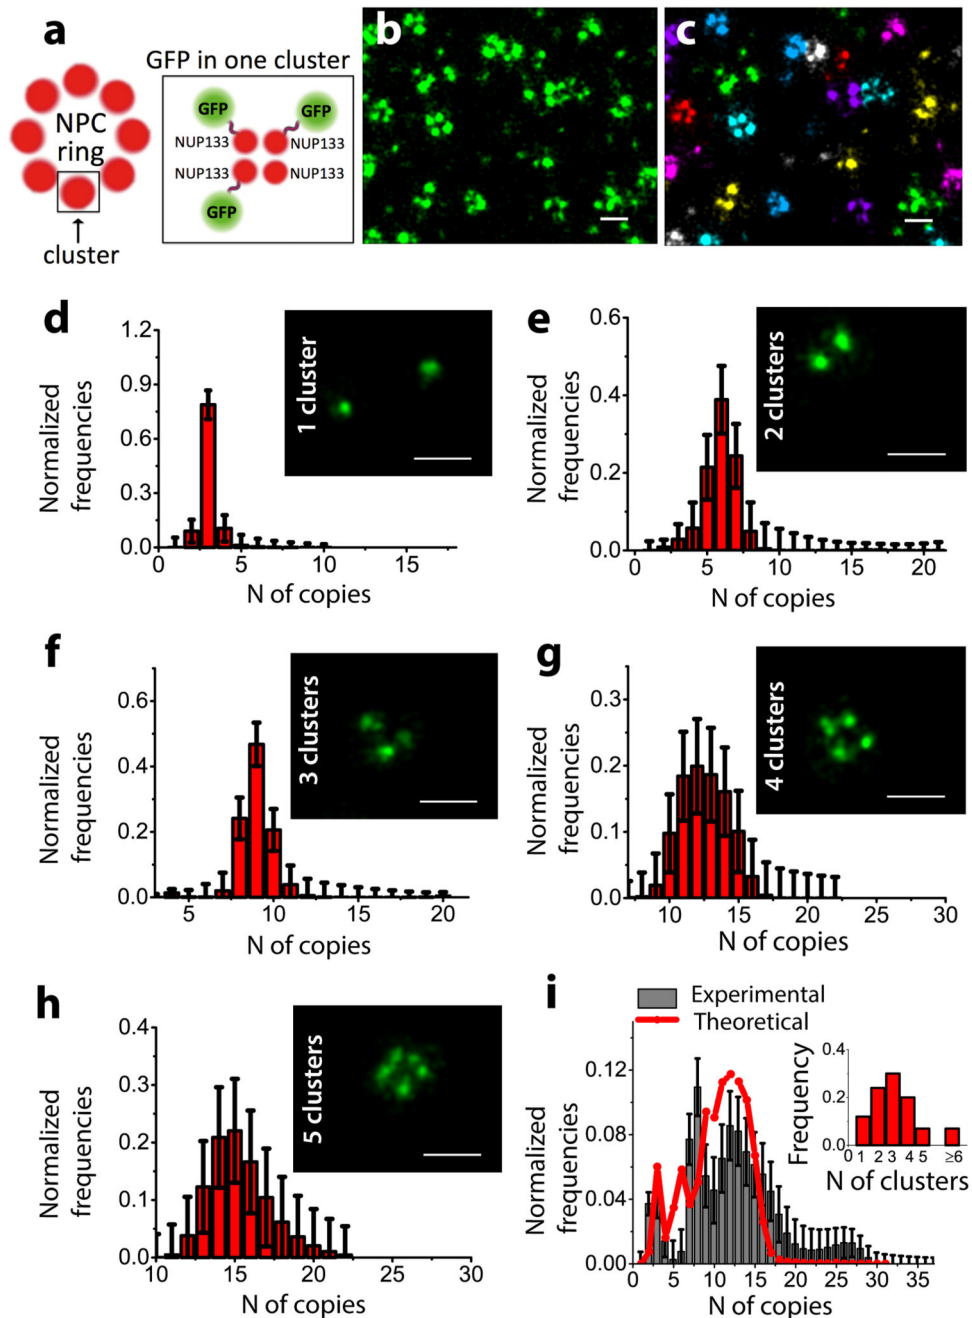 a
NPC
ring
cluster
GFP in one cluster
GFP
GFP
NUP133
NUP133
NUP133
NUP133
GFP
b
c
d
1.2
0.9
0.6
0.3
0.0
0
5
10
15
Normalized
frequencies
N of copies
1 cluster
e
0.6
0.4
0.2
0.0
0
5
10
15
20
Normalized
frequencies
N of copies
2 clusters
f
0.6
0.4
0.2
0.0
5
10
15
20
Normalized
frequencies
N of copies
3 clusters
g
0.3
0.2
0.1
0.0
10
15
20
25
30
Normalized
frequencies
N of copies
4 clusters
h
0.4
0.3
0.2
0.1
0.0
10
15
20
25
30
Normalized
frequencies
N of copies
5 clusters
i
Experimental
Theoretical
0.12
0.08
0.04
0.00
0
5
10
15
20
25
30
35
Normalized
frequencies
N of copies
Frequency
0.4
0.2
0.0
1 2 3 4 5 ≥6
N of clusters